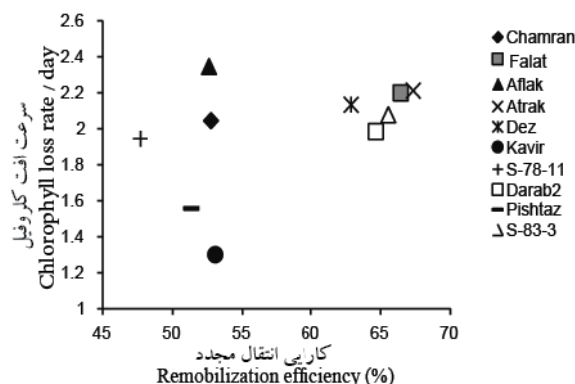 2.6
2.4
2.2
2
1.8
1.6
1.4
1.2
1
سرعت افت کلروفیل
Chlorophyll loss rate / day
45 50 55 60 65 70
کارایی انتقال مجدد
Remobilization efficiency (%)
Chamran
Falat
Aflak
Atrak
Dez
Kavir
S-78-11
Darab2
Pishtaz
S-83-3